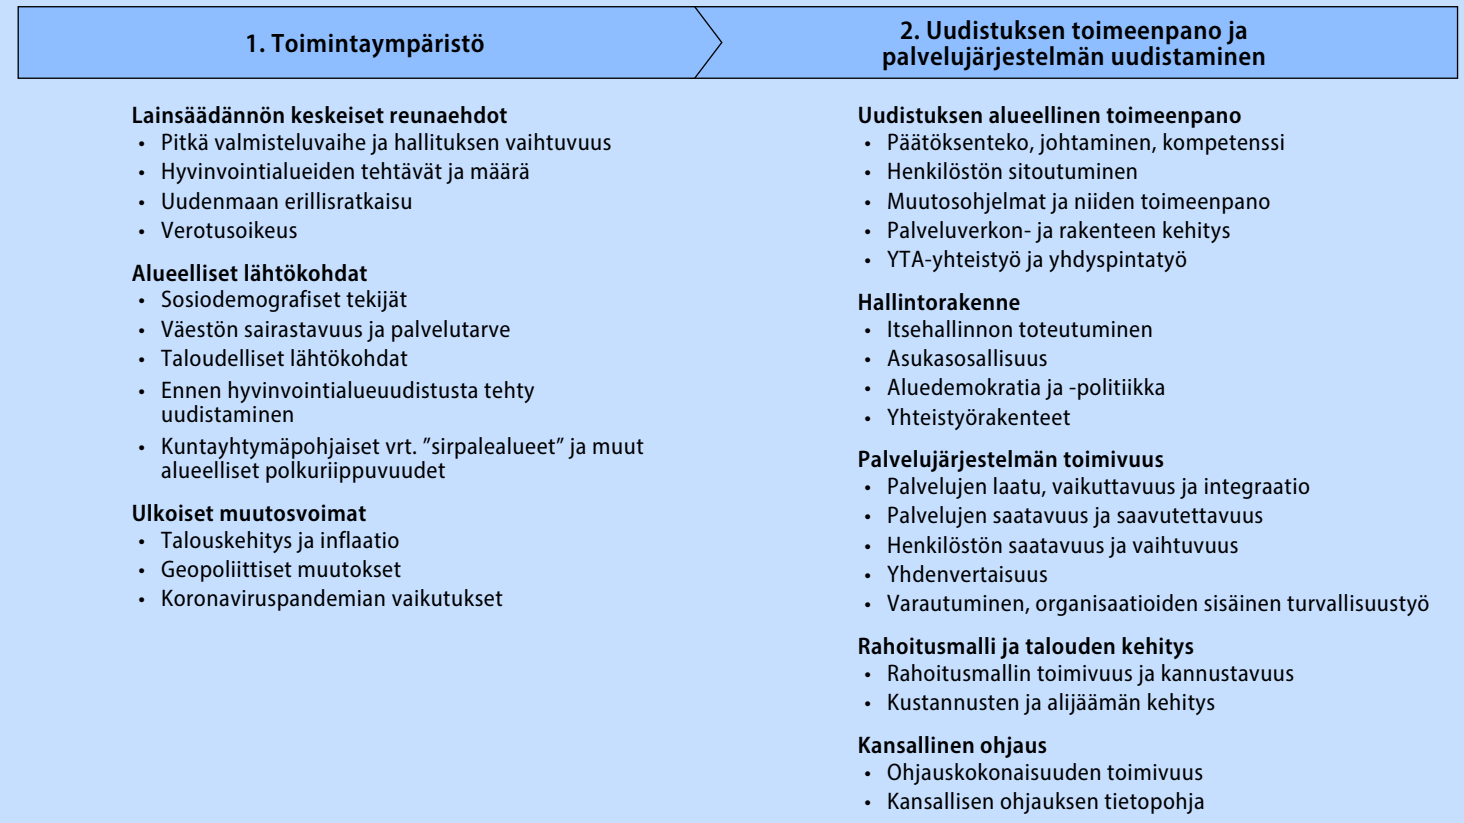 1. Toimintaympäristö
Lainsäädännön keskeiset reunaehdot
• Pitkä valmisteluvaihe ja hallituksen vaihtuvuus
• Hyvinvointialueiden tehtävät ja määrä
• Uudenmaan erillisratkaisu
• Verotusoikeus
Alueelliset lähtökohdat
• Sosiodemografiset tekijät
• Väestön sairastavuus ja palvelutarve
• Taloudelliset lähtökohdat
• Ennen hyvinvointialueuudistusta tehty
uudistaminen
• Kuntayhtymäpohjaiset vrt. ”sirpalealueet” ja muut
alueelliset polkuriippuvuudet
Ulkoiset muutosvoimat
• Talouskehitys ja inflaatio
• Geopoliittiset muutokset
• Koronaviruspandemian vaikutukset
2. Uudistuksen toimeenpano ja
palvelujärjestelmän uudistaminen
Uudistuksen alueellinen toimeenpano
• Päätöksenteko, johtaminen, kompetenssi
• Henkilöstön sitoutuminen
• Muutosohjelmat ja niiden toimeenpano
• Palveluverkon- ja rakenteen kehitys
• YTA-yhteistyö ja yhdyspintatyö
Hallintorakenne
• Itsehallinnon toteutuminen
• Asukasosallisuus
• Aluedemokratia ja -politiikka
• Yhteistyörakenteet
Palvelujärjestelmän toimivuus
• Palvelujen laatu, vaikuttavuus ja integraatio
• Palvelujen saatavuus ja saavutettavuus
• Henkilöstön saatavuus ja vaihtuvuus
• Yhdenvertaisuus
• Varautuminen, organisaatioiden sisäinen turvallisuustyö
Rahoitusmalli ja talouden kehitys
• Rahoitusmallin toimivuus ja kannustavuus
• Kustannusten ja alijäämän kehitys
Kansallinen ohjaus
• Ohjauskokonaisuuden toimivuus
• Kansallisen ohjauksen tietopohja